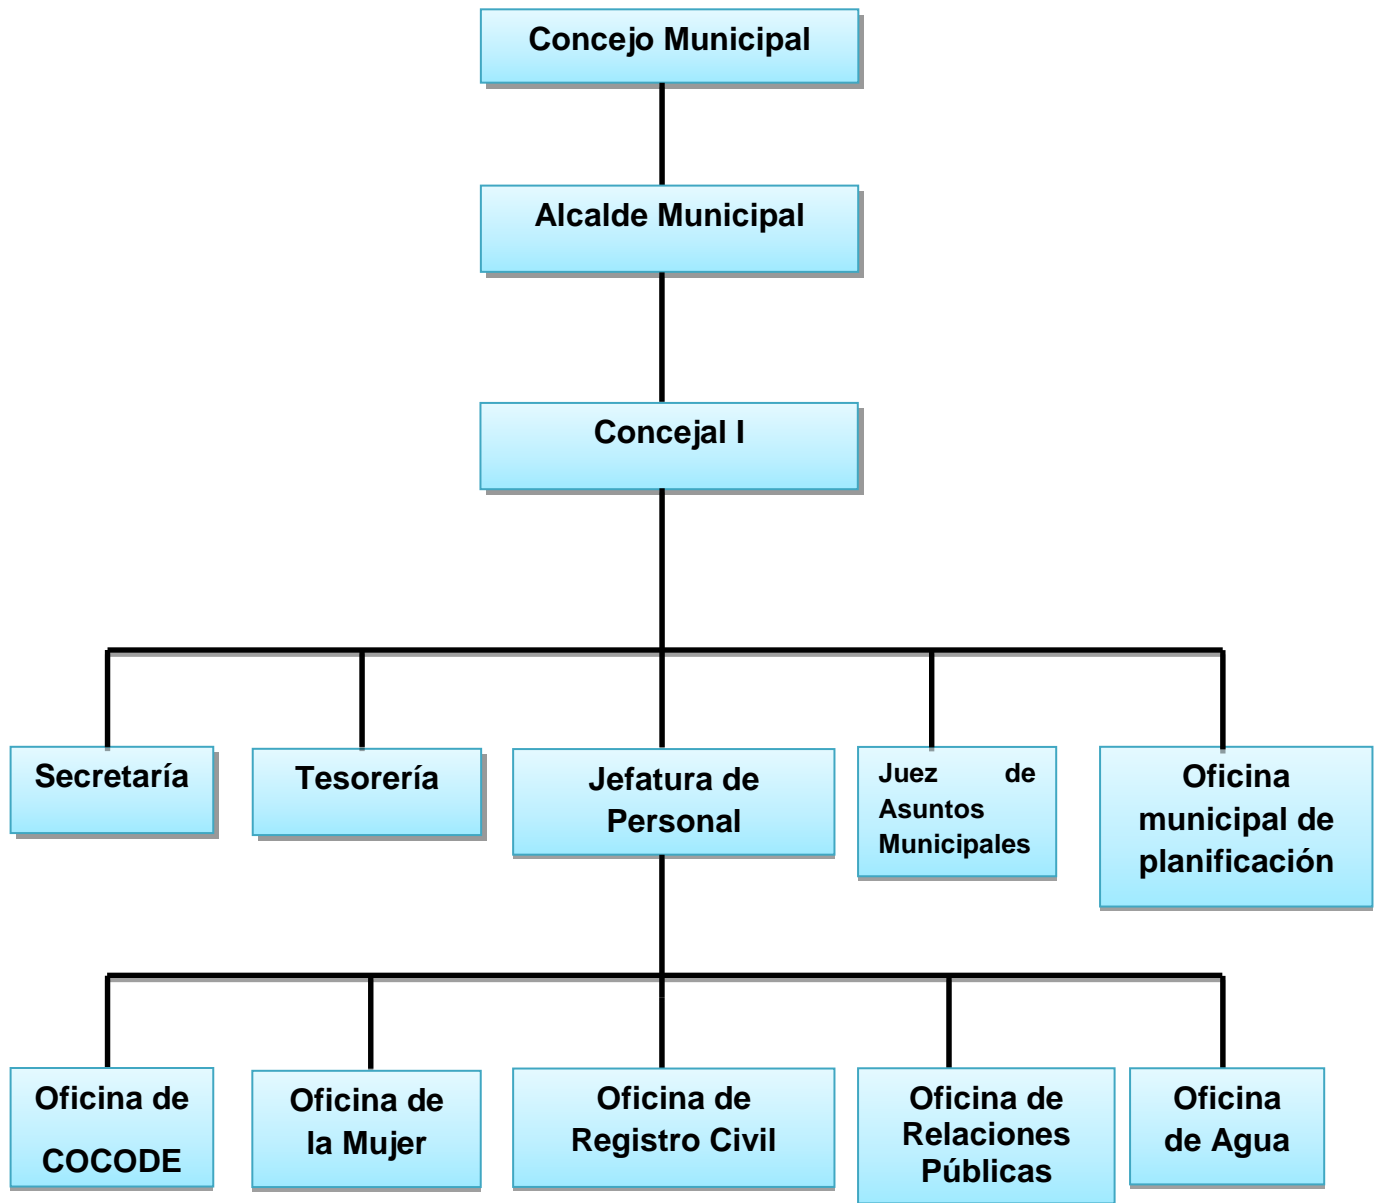 Concejo Municipal
Alcalde Municipal
Concejal I
Secretaría
Tesorería
Jefatura de
Personal
Juez de
Asuntos
Municipales
Oficina
municipal de
planificación
Oficina de
COCODE
Oficina de
la Mujer
Oficina de
Registro Civil
Oficina de
Relaciones
Públicas
Oficina
de Agua